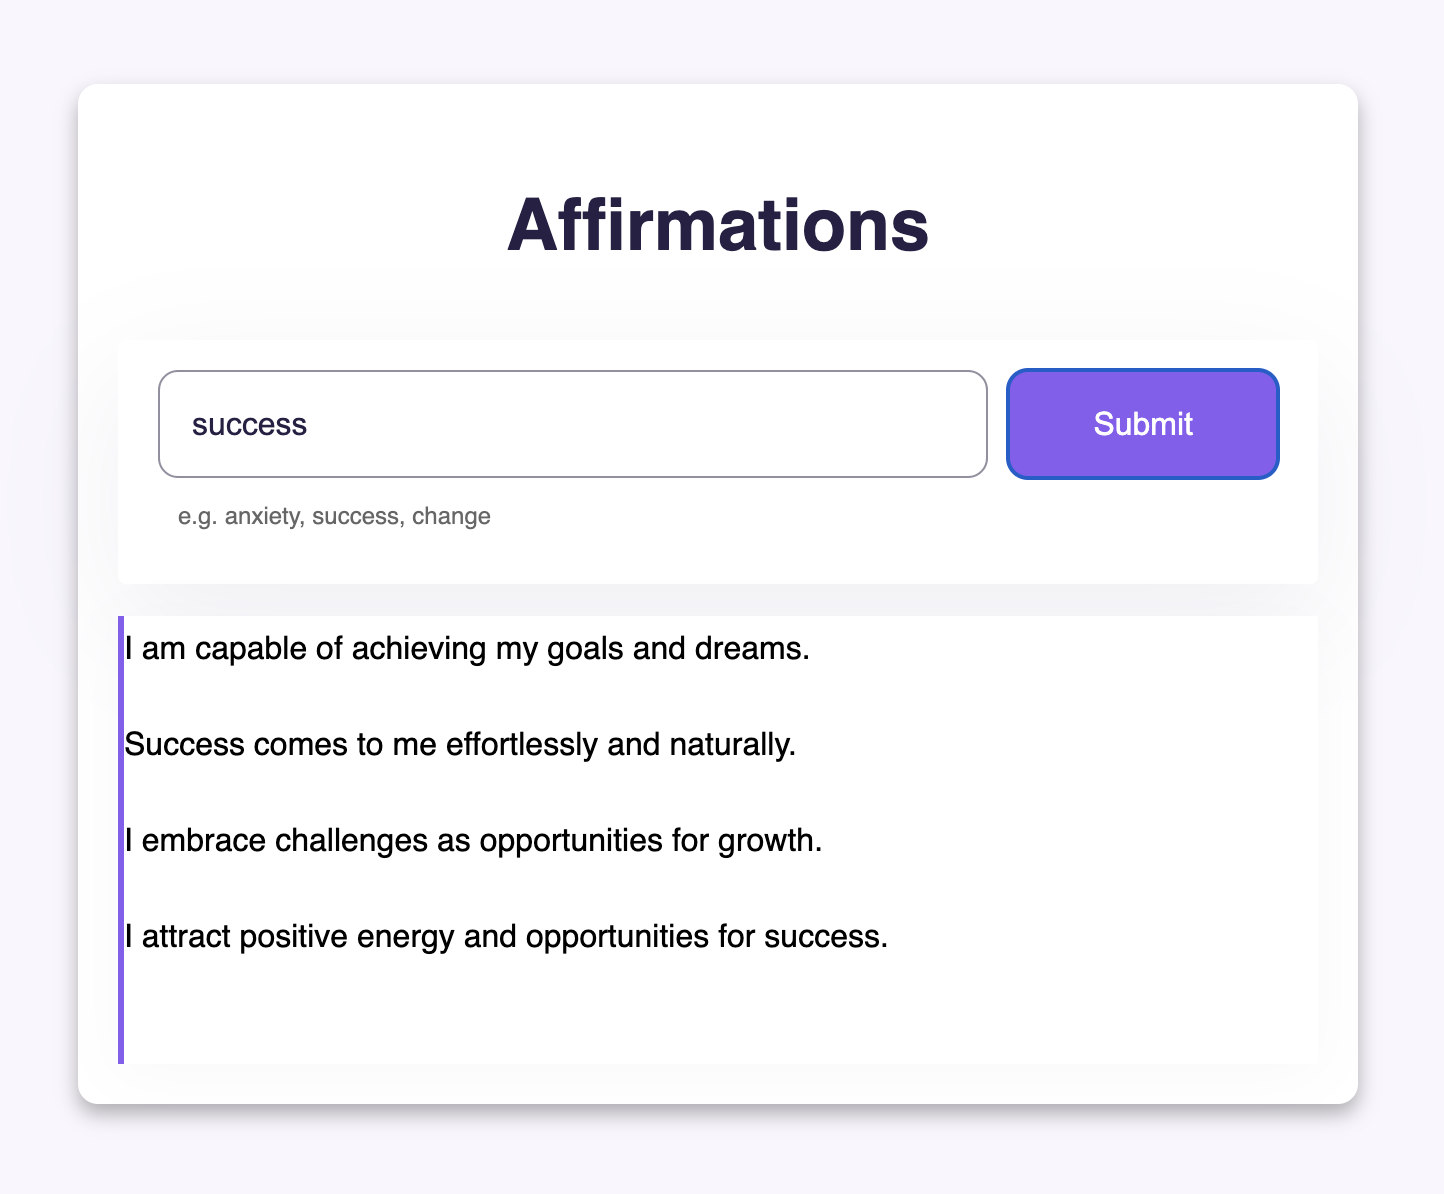 Affirmations
success
Submit
e.g. anxiety, success, change
I am capable of achieving my goals and dreams.
Success comes to me effortlessly and naturally.
I embrace challenges as opportunities for growth.
I attract positive energy and opportunities for success.